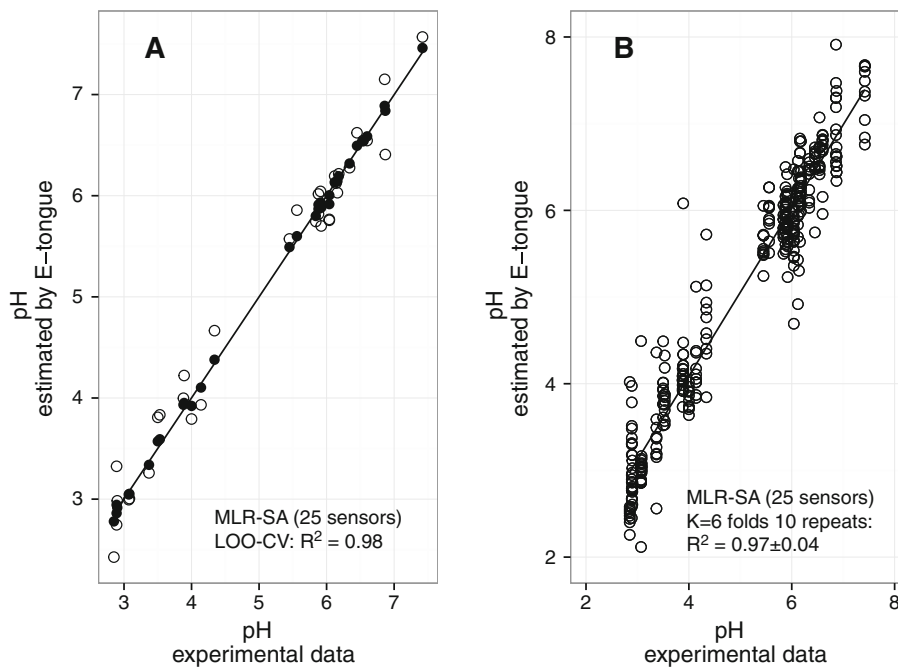 A
7
6
5
4
3
3
4
5
6
7
pH
estimated by E−tongue
pH
experimental data
MLR-SA (25 sensors)
LOO-CV: R² = 0.98
B
8
6
4
2
2
4
6
8
pH
estimated by E−tongue
pH
experimental data
MLR-SA (25 sensors)
K=6 folds 10 repeats:
R² = 0.97±0.04